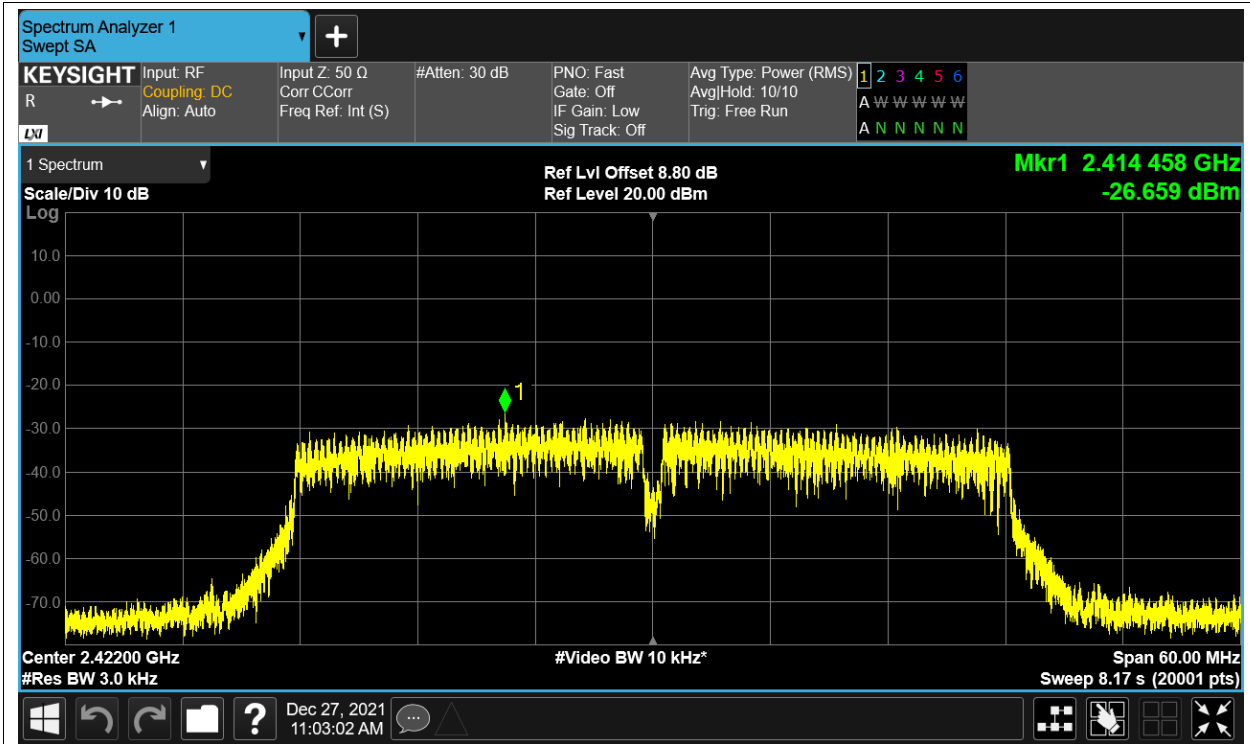 Spectrum Analyzer 1
Swept SA
+
KEYSIGHT
R
LXI
Input: RF
Coupling: DC
Align: Auto
Input Z: 50 Ω
Corr CCorr
Freq Ref: Int (S)
#Atten: 30 dB
PNO: Fast
Gate: Off
IF Gain: Low
Sig Track: Off
Avg Type: Power (RMS)
Avg|Hold: 10/10
Trig: Free Run
1 2 3 4 5 6
A W W W W W
A N N N N N
1 Spectrum
Scale/Div 10 dB
Log
Ref Lvl Offset 8.80 dB
Ref Level 20.00 dBm
Mkr1 2.414 458 GHz
-26.659 dBm
10.0
0.00
-10.0
-20.0
-30.0
-40.0
-50.0
-60.0
-70.0
1
Center 2.42200 GHz
#Res BW 3.0 kHz
#Video BW 10 kHz*
Span 60.00 MHz
Sweep 8.17 s (20001 pts)
?
Dec 27, 2021
11:03:02 AM